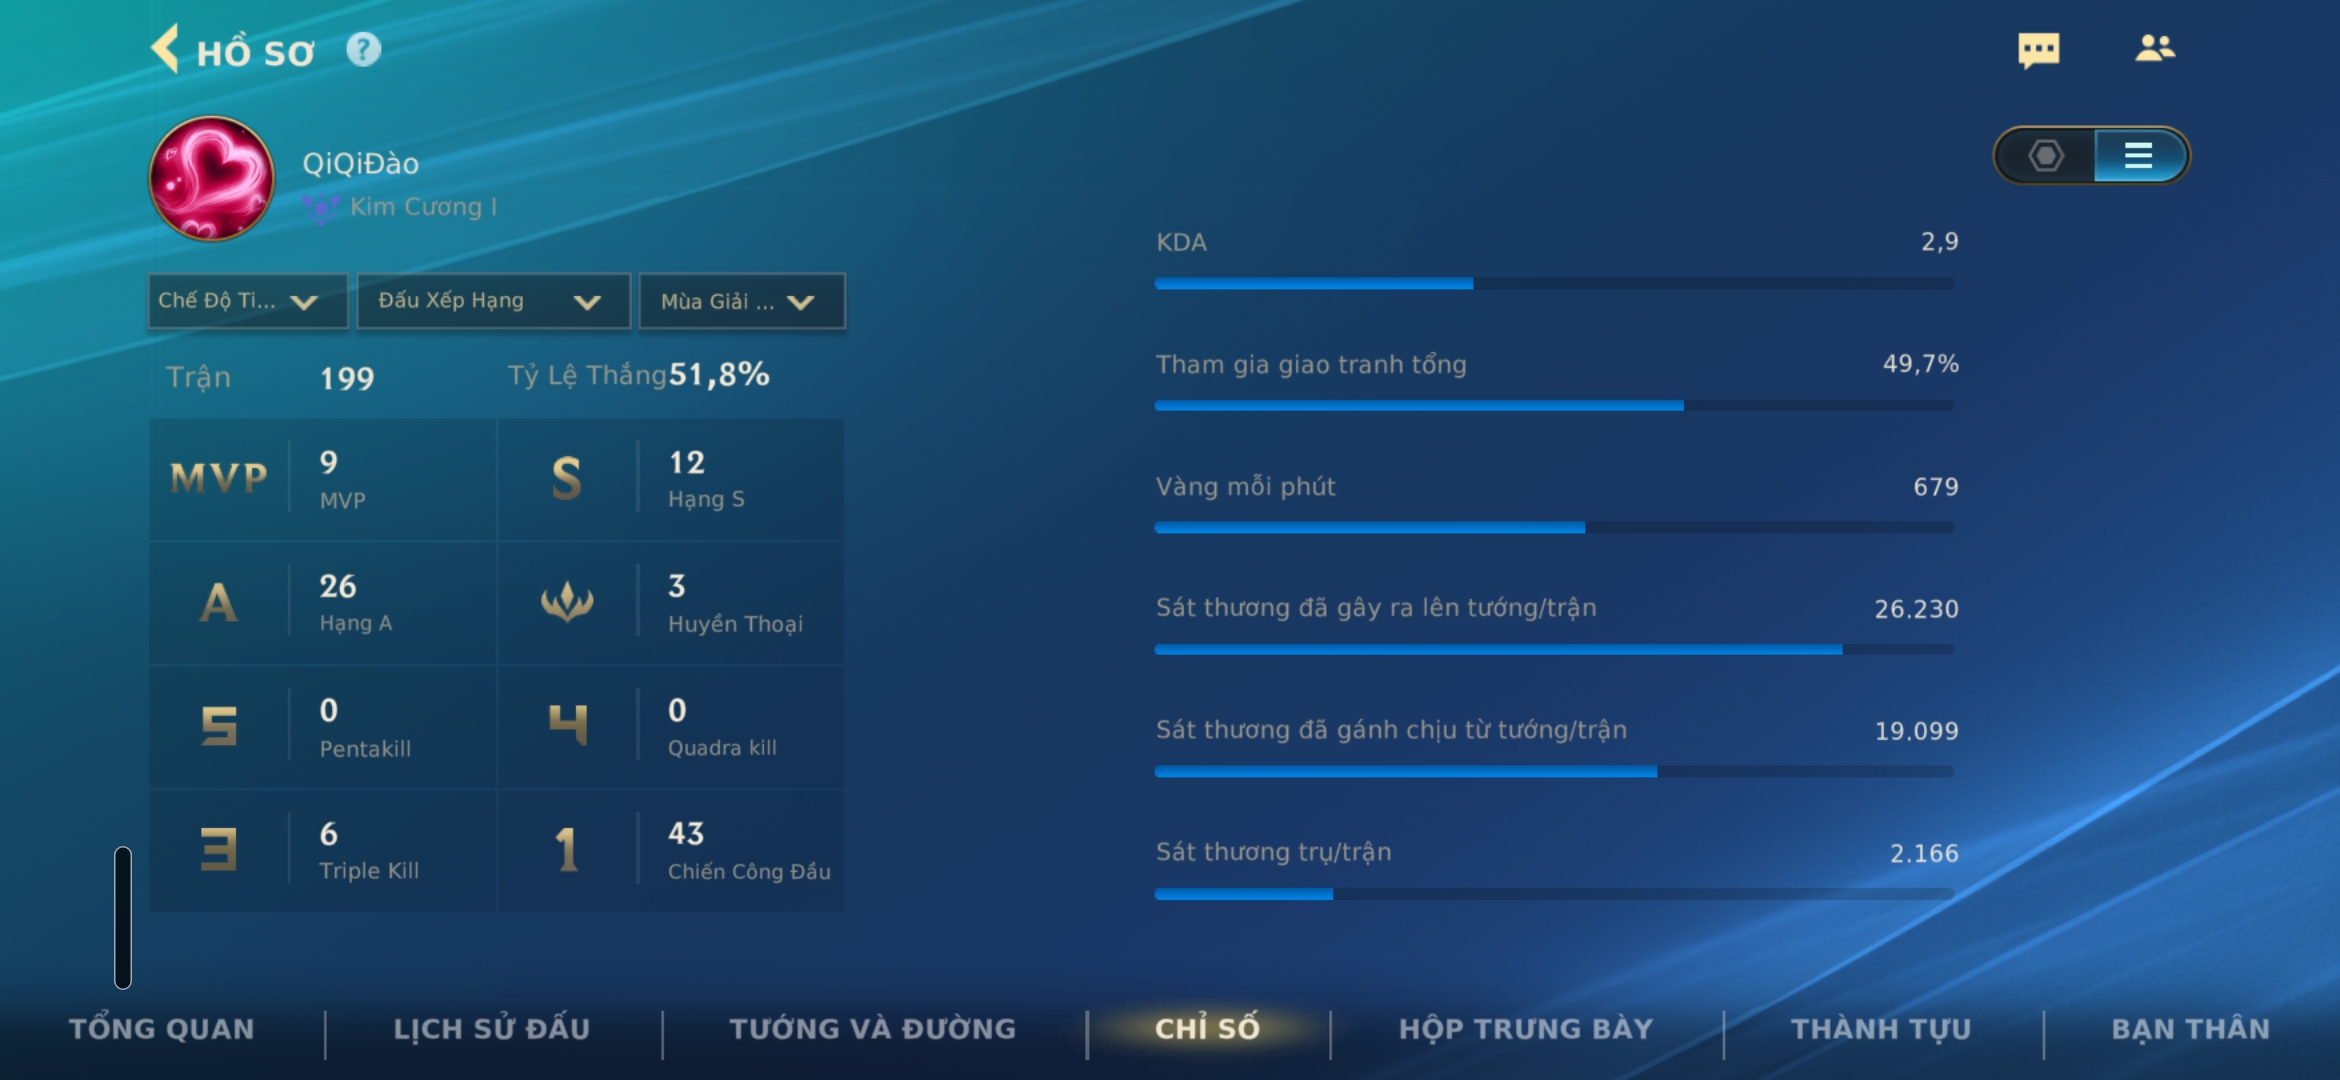 HỒ SƠ ?
QiQiĐào
Kim Cương I
Chế Độ Ti...
Đấu Xếp Hạng
Mùa Giải ...
Trận 199
Tỷ Lệ Thắng 51,8%
MVP 9
MVP
S 12
Hạng S
A 26
Hạng A
3
Huyền Thoại
5 0
Pentakill
4 0
Quadra kill
3 6
Triple Kill
1 43
Chiến Công Đầu
KDA 2,9
Tham gia giao tranh tổng 49,7%
Vàng mỗi phút 679
Sát thương đã gây ra lên tướng/trận 26.230
Sát thương đã gánh chịu từ tướng/trận 19.099
Sát thương trụ/trận 2.166
TỔNG QUAN
LỊCH SỬ ĐẤU
TƯỚNG VÀ ĐƯỜNG
CHỈ SỐ
HỘP TRƯNG BÀY
THÀNH TỰU
BẠN THÂN